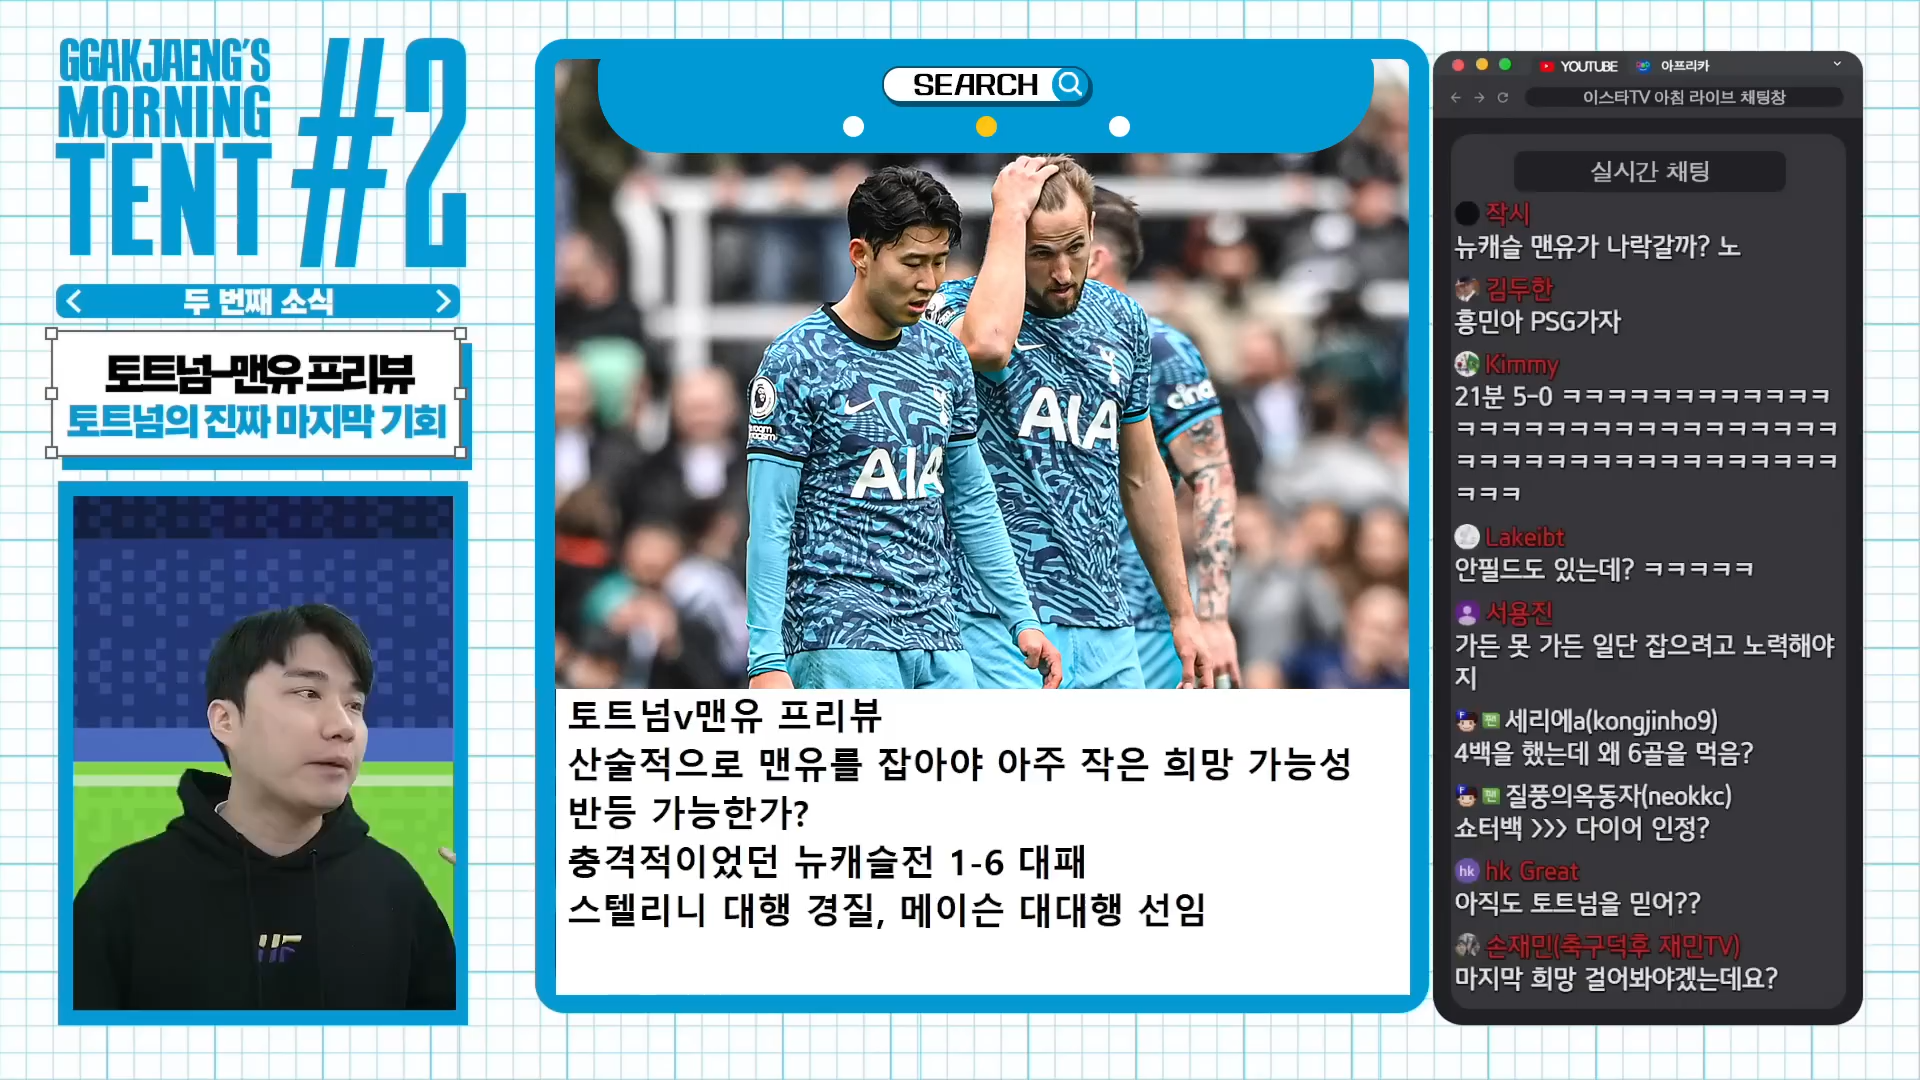 GGAKJAENG'S
MORNING
TENT
#2
두 번째 소식
토트넘-맨유 프리뷰
토트넘의 진짜 마지막 기회
SEARCH
AIA
AIA
cinch
토트넘v맨유 프리뷰
산술적으로 맨유를 잡아야 아주 작은 희망 가능성
반등 가능한가?
충격적이었던 뉴캐슬전 1-6 대패
스텔리니 대행 경질, 메이슨 대대행 선임
YOUTUBE
아프리카
이스타TV 아침 라이브 채팅창
실시간 채팅
작시
뉴캐슬 맨유가 나락갈까? 노
김두한
흥민아 PSG가자
Kimmy
21분 5-0 ㅋㅋㅋㅋㅋㅋㅋㅋㅋㅋㅋㅋ
ㅋㅋㅋㅋㅋㅋㅋㅋㅋㅋㅋㅋㅋㅋㅋㅋㅋ
ㅋㅋㅋㅋㅋㅋㅋㅋㅋㅋㅋㅋㅋㅋㅋㅋㅋ
ㅋㅋㅋ
Lakeibt
안필드도 있는데? ㅋㅋㅋㅋㅋ
서용진
가든 못 가든 일단 잡으려고 노력해야
지
F 팬 세리에a(kongjinho9)
4백을 했는데 왜 6골을 먹음?
F 팬 질풍의옥동자(neokkc)
쇼터백 >>> 다이어 인정?
hk hk Great
아직도 토트넘을 믿어??
손재민(축구덕후 재민TV)
마지막 희망 걸어봐야겠는데요?